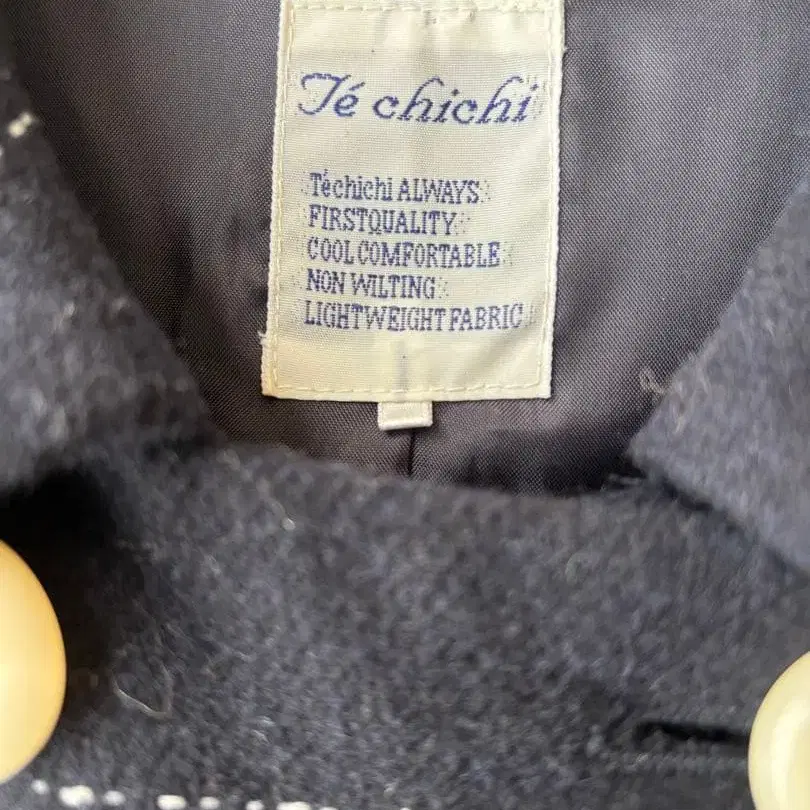 Té chichi
Téchichi ALWAYS
FIRSTQUALITY
COOL COMFORTABLE
NON WILTING
LIGHTWEIGHT FABRIC